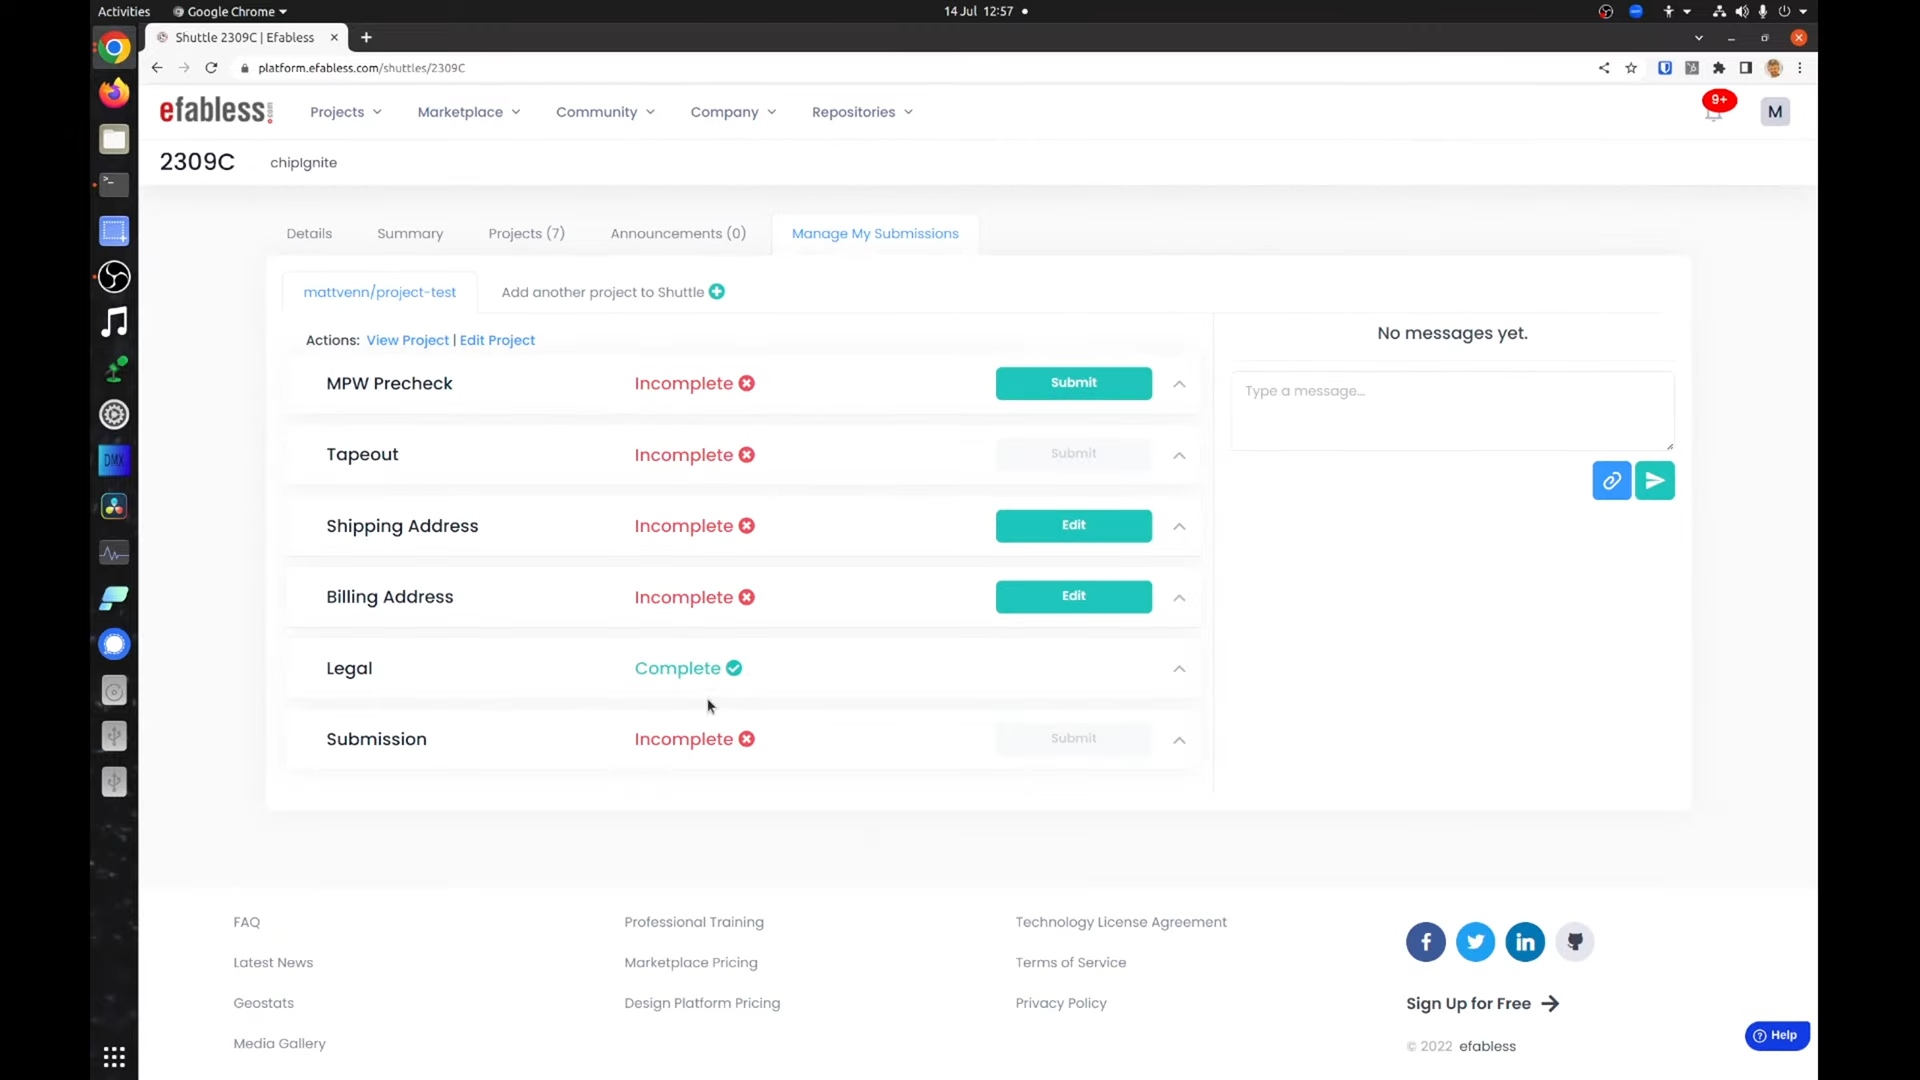 Activities
Google Chrome
14 Jul 12:57
Shuttle 2309C | Efabless
platform.efabless.com/shuttles/2309C
efabless.com
Projects
Marketplace
Community
Company
Repositories
9+
M
2309C
chipIgnite
Details
Summary
Projects (7)
Announcements (0)
Manage My Submissions
mattvenn/project-test
Add another project to Shuttle
Actions: View Project | Edit Project
MPW Precheck
Incomplete
Submit
Tapeout
Incomplete
Submit
Shipping Address
Incomplete
Edit
Billing Address
Incomplete
Edit
Legal
Complete
Submission
Incomplete
Submit
No messages yet.
Type a message...
DMX
FAQ
Latest News
Geostats
Media Gallery
Professional Training
Marketplace Pricing
Design Platform Pricing
Technology License Agreement
Terms of Service
Privacy Policy
Sign Up for Free
© 2022 efabless
Help